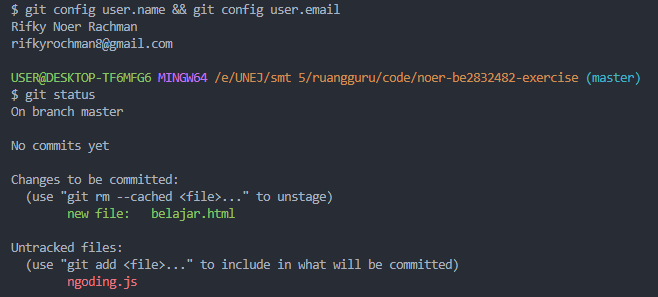 $ git config user.name && git config user.email
Rifky Noer Rachman
rifkyrochman8@gmail.com
USER@DESKTOP-TF6MFG6 MINGW64 /e/UNEJ/smt 5/ruangguru/code/noer-be2832482-exercise (master)
$ git status
On branch master
No commits yet
Changes to be committed:
  (use "git rm --cached <file>..." to unstage)
        new file:   belajar.html
Untracked files:
  (use "git add <file>..." to include in what will be committed)
        ngoding.js